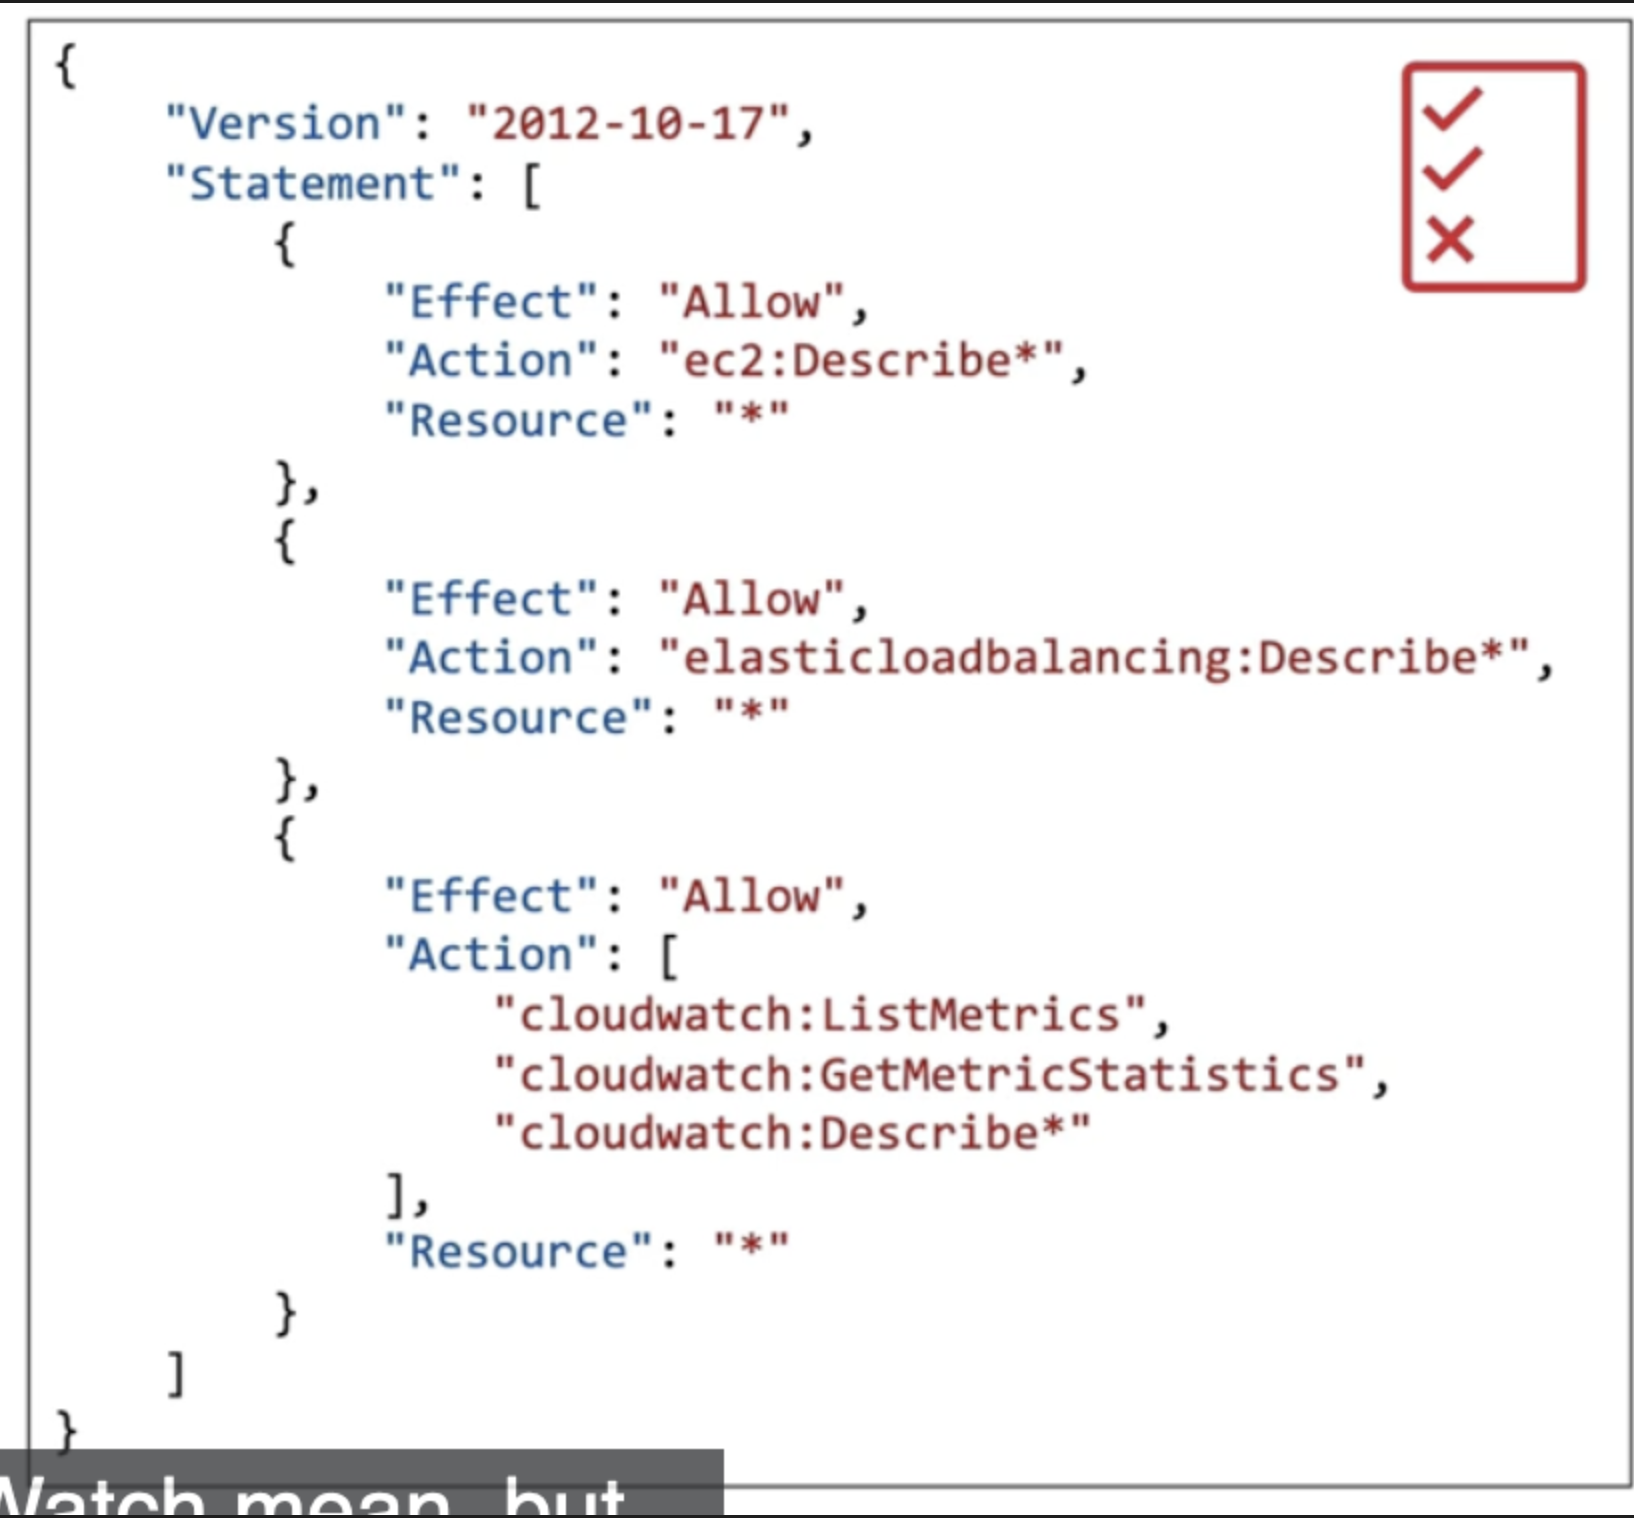 {
"Version": "2012-10-17",
"Statement": [
{
"Effect": "Allow",
"Action": "ec2:Describe*",
"Resource": "*"
},
{
"Effect": "Allow",
"Action": "elasticloadbalancing:Describe*",
"Resource": "*"
},
{
"Effect": "Allow",
"Action": [
"cloudwatch:ListMetrics",
"cloudwatch:GetMetricStatistics",
"cloudwatch:Describe*"
],
"Resource": "*"
}
]
}
Watch mean, but